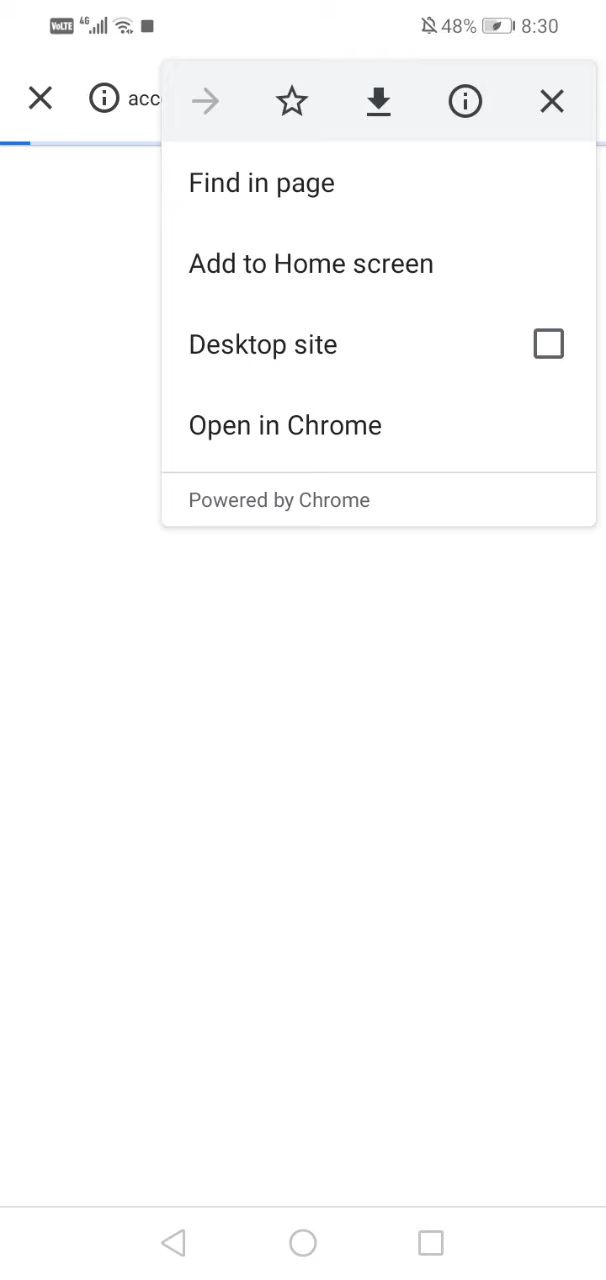 VoLTE 4G 48% 8:30
acc
Find in page
Add to Home screen
Desktop site
Open in Chrome
Powered by Chrome